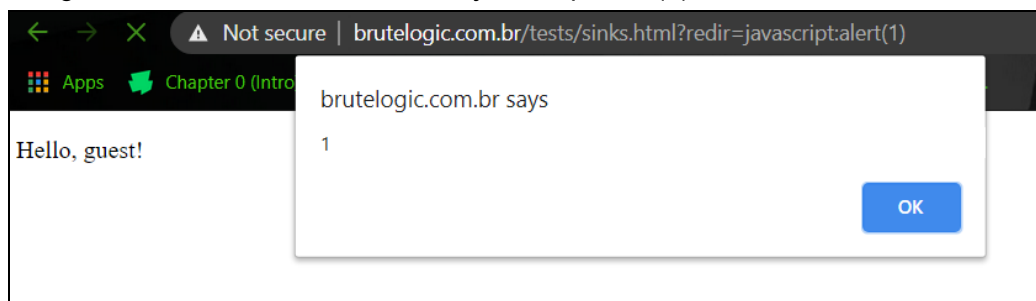 Not secure | brutelogic.com.br/tests/sinks.html?redir=javascript:alert(1)
Apps Chapter 0 (Intro
brutelogic.com.br says
Hello, guest!
1
OK